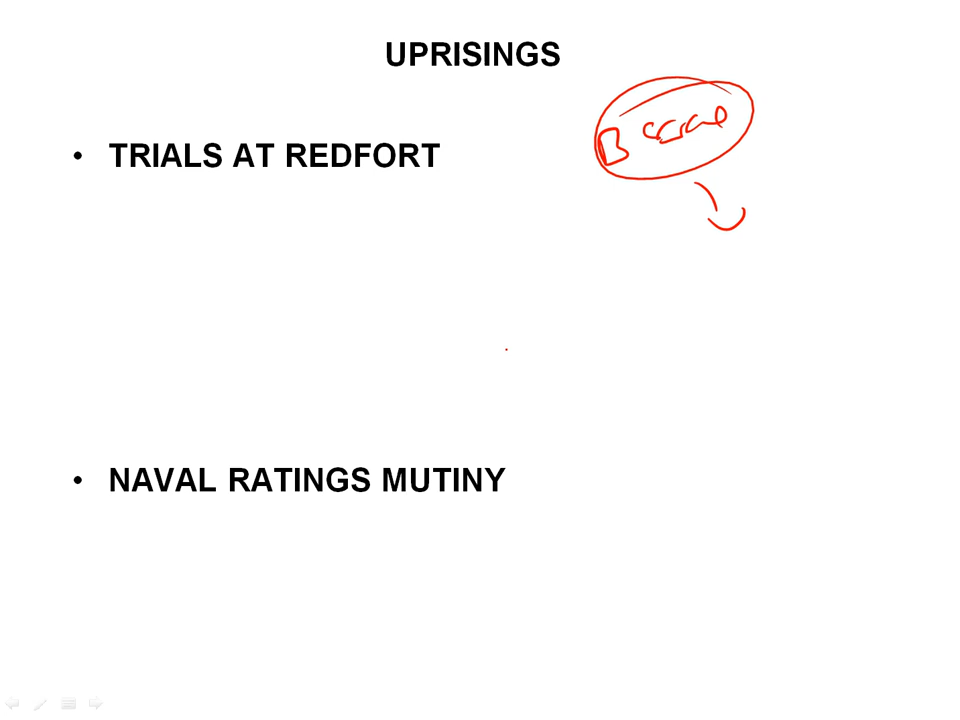 UPRISINGS
• TRIALS AT REDFORT
• NAVAL RATINGS MUTINY